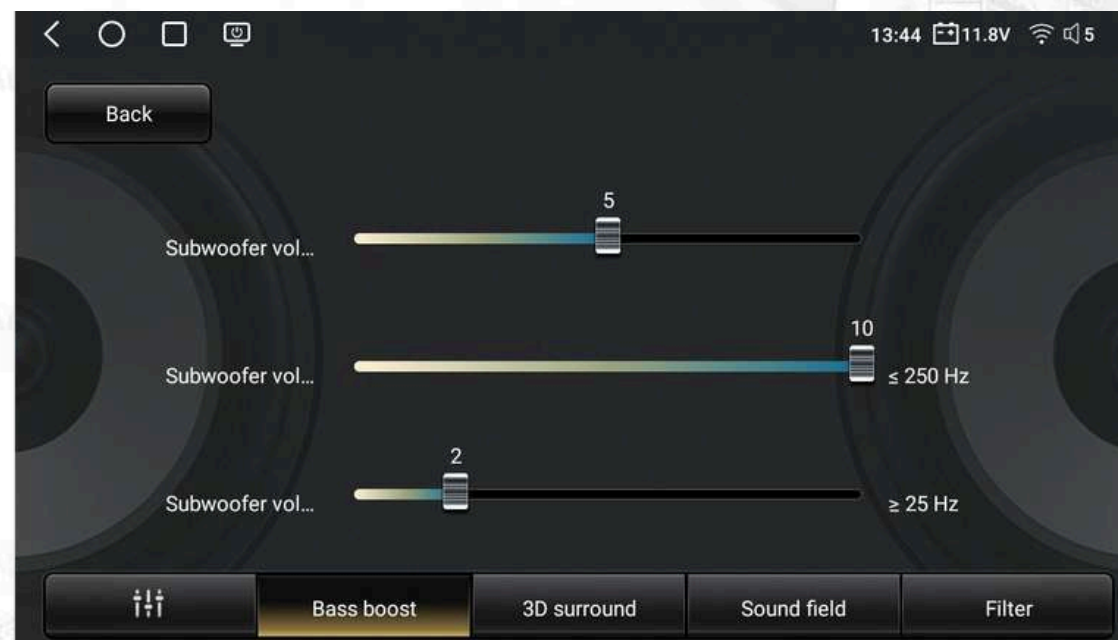 13:44 11.8V 5
Back
5
Subwoofer vol...
10
Subwoofer vol... ≤ 250 Hz
2
Subwoofer vol... ≥ 25 Hz
Bass boost 3D surround Sound field Filter